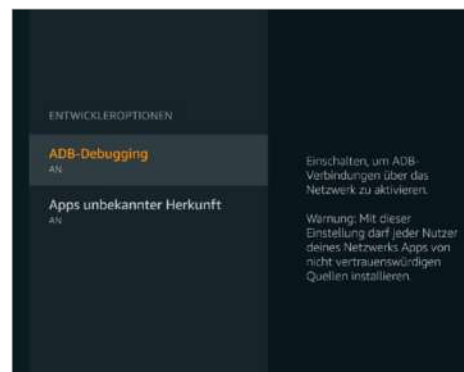 ENTWICKLEROPTIONEN
ADB-Debugging
AN
Apps unbekannter Herkunft
AN
Einschalten, um ADB-
Verbindungen über das
Netzwerk zu aktivieren.
Warnung: Mit dieser
Einstellung darf jeder Nutzer
deines Netzwerks Apps von
nicht vertrauenswürdigen
Quellen installieren.